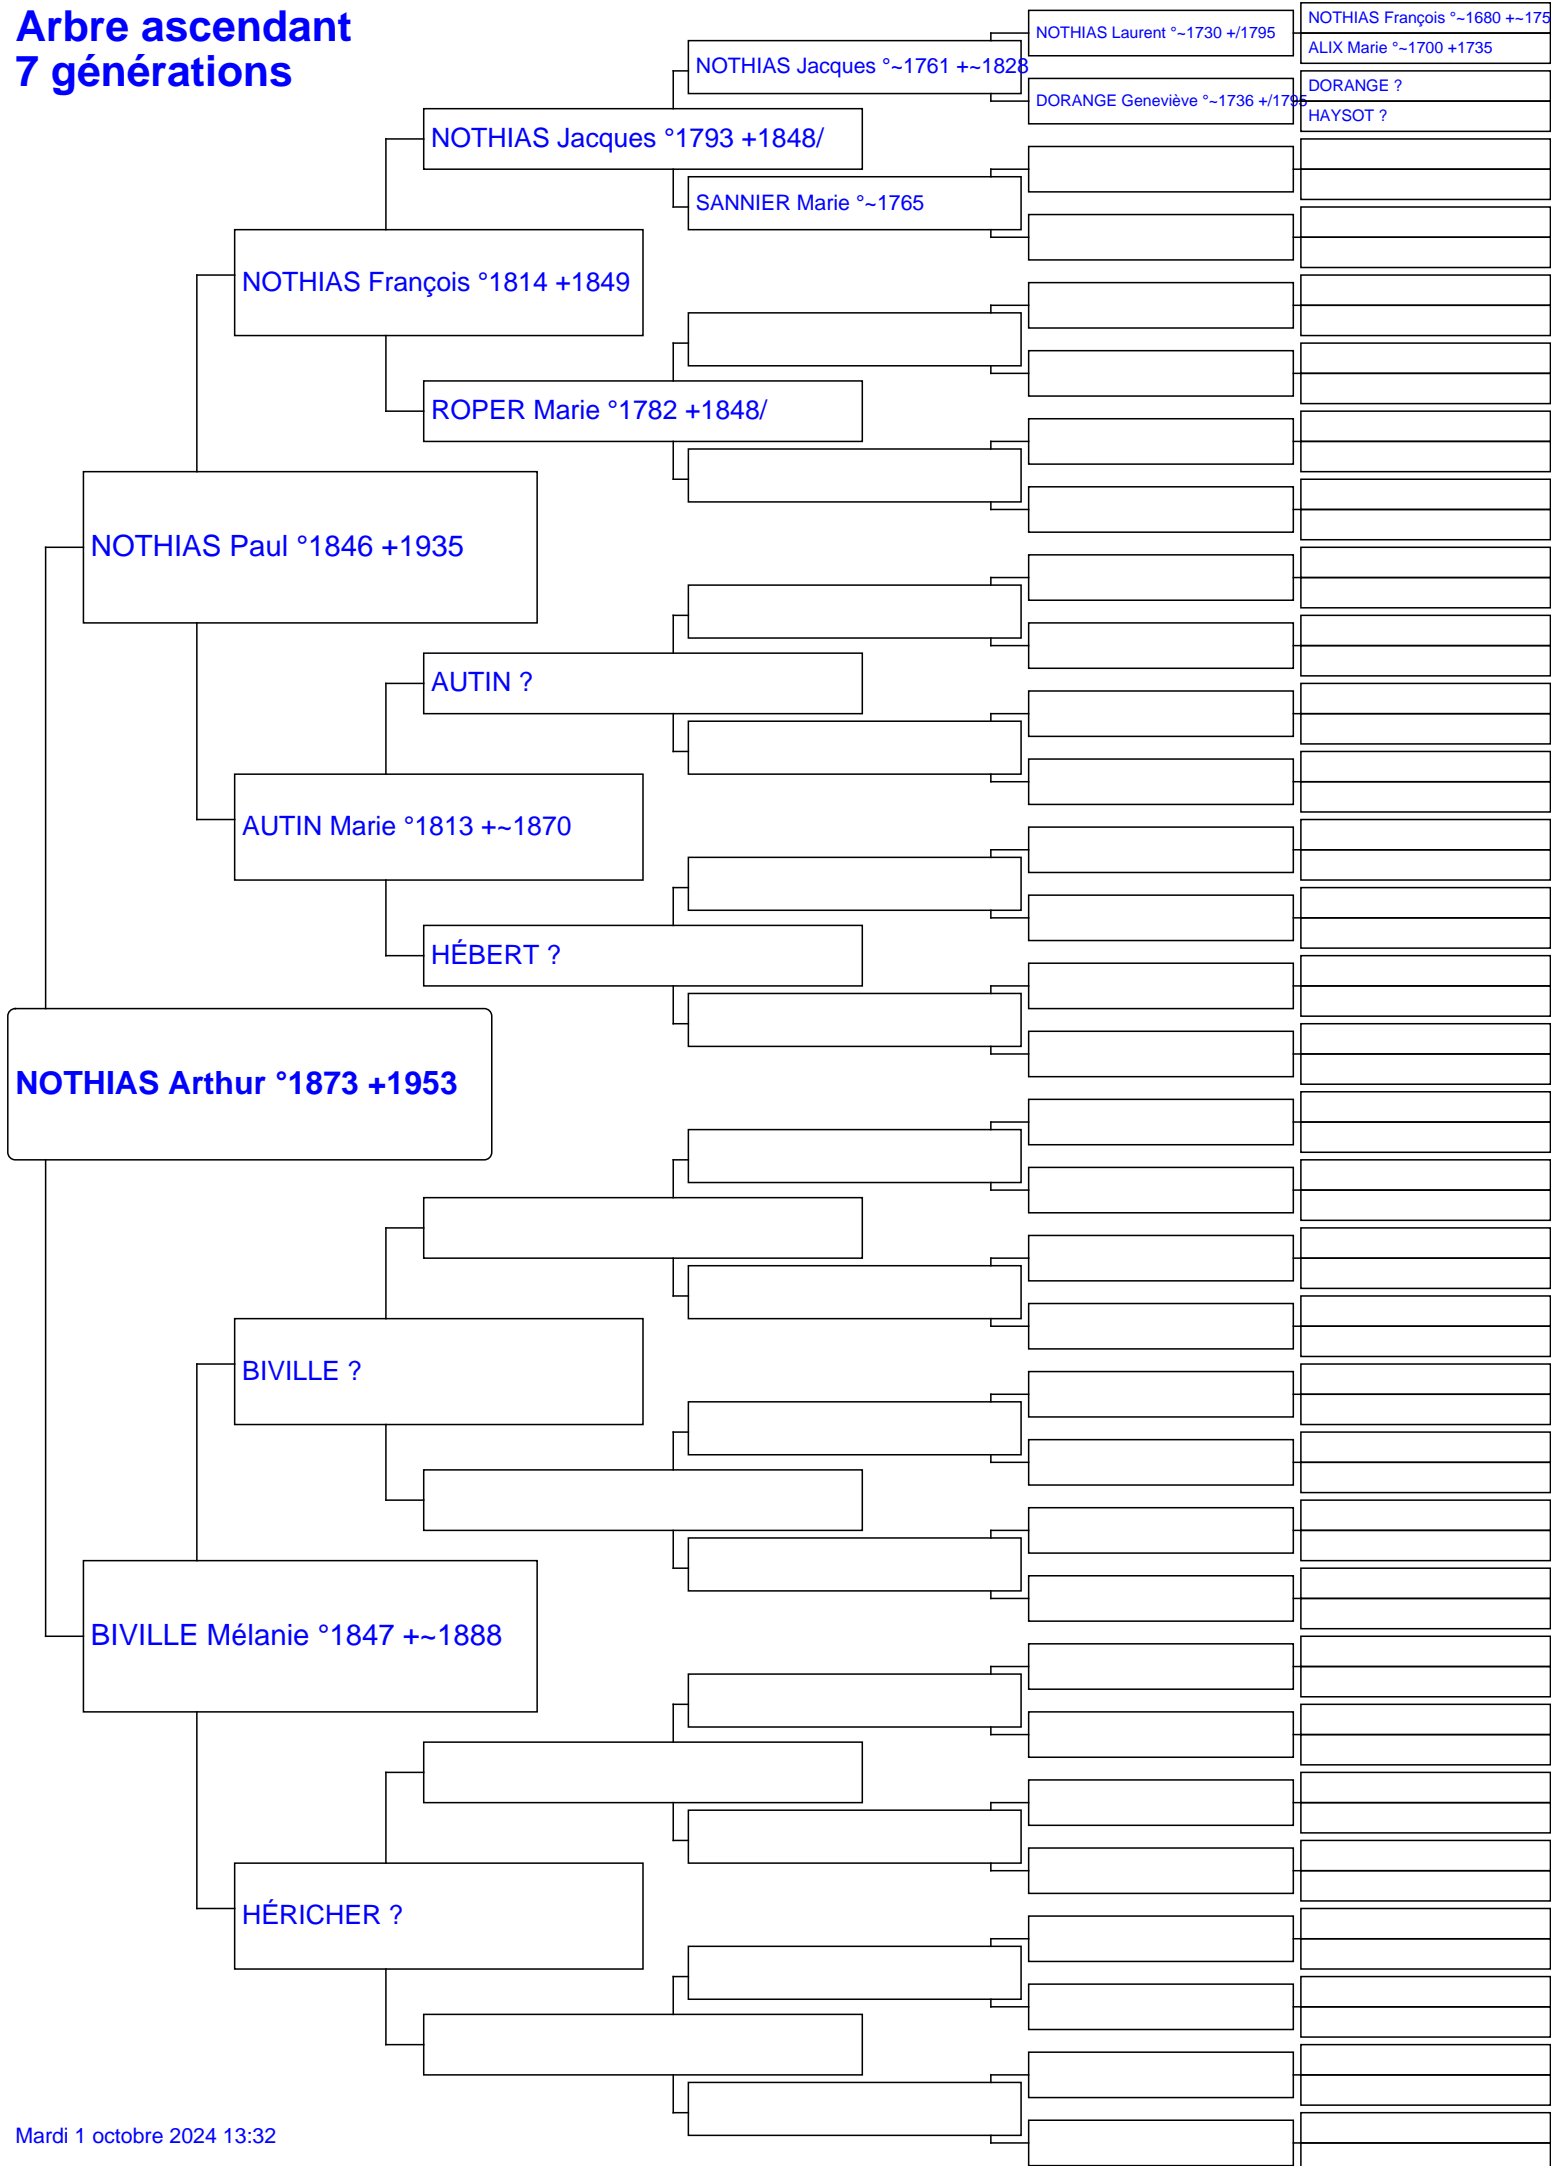 Arbre ascendant
7 générations
NOTHIAS Arthur °1873 +1953
NOTHIAS Paul °1846 +1935
BIVILLE Mélanie °1847 +~1888
NOTHIAS François °1814 +1849
AUTIN Marie °1813 +~1870
BIVILLE ?
HÉRICHER ?
NOTHIAS Jacques °1793 +1848/
ROPER Marie °1782 +1848/
AUTIN ?
HÉBERT ?
NOTHIAS Jacques °~1761 +~1828
SANNIER Marie °~1765
NOTHIAS Laurent °~1730 +/1795
DORANGE Geneviève °~1736 +/1795
NOTHIAS François °~1680 +~175
ALIX Marie °~1700 +1735
DORANGE ?
HAYSOT ?
Mardi 1 octobre 2024 13:32